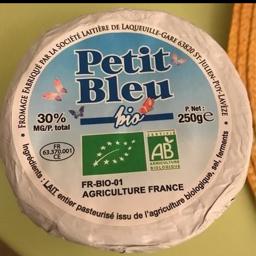 • FROMAGE FABRIQUÉ PAR LA SOCIÉTÉ LAITIÈRE DE LAQUEUILLE-GARE 63820 ST-JULIEN-PUY-LAVÈZE
Petit
Bleu
bio
30%
MG/P. total
P. Net :
250g℮
FR
63.370.001
CE
CERTIFIÉ
AB
AGRICULTURE
BIOLOGIQUE
FR-BIO-01
AGRICULTURE FRANCE
Ingrédients : LAIT entier pasteurisé issu de l'agriculture biologique, sel, ferments •